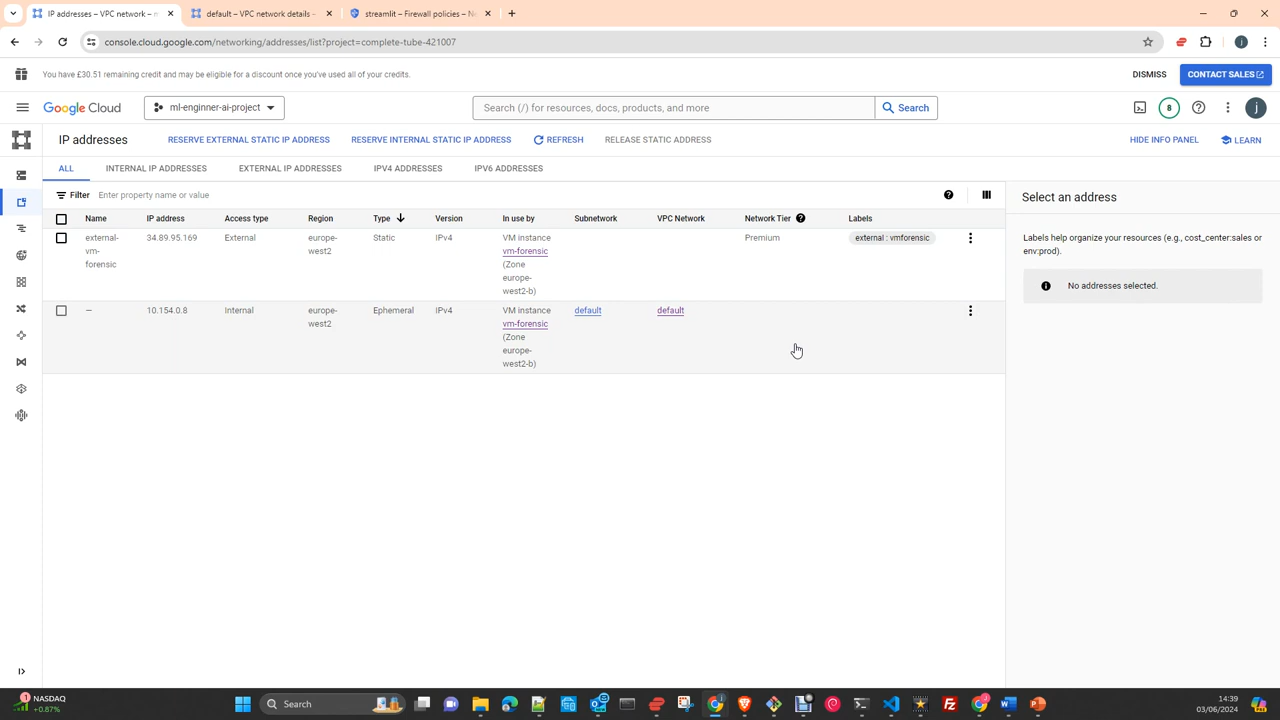 IP addresses – VPC network – n
default – VPC network details –
streamlit – Firewall policies – Ne
console.cloud.google.com/networking/addresses/list?project=complete-tube-421007
You have £30.51 remaining credit and may be eligible for a discount once you've used all of your credits.
DISMISS
CONTACT SALES
Google Cloud
ml-enginner-ai-project
Search (/) for resources, docs, products, and more
Search
8
j
IP addresses
RESERVE EXTERNAL STATIC IP ADDRESS
RESERVE INTERNAL STATIC IP ADDRESS
REFRESH
RELEASE STATIC ADDRESS
HIDE INFO PANEL
LEARN
ALL
INTERNAL IP ADDRESSES
EXTERNAL IP ADDRESSES
IPV4 ADDRESSES
IPV6 ADDRESSES
Filter
Enter property name or value
Name
IP address
Access type
Region
Type
Version
In use by
Subnetwork
VPC Network
Network Tier
Labels
external-
vm-
forensic
34.89.95.169
External
europe-
west2
Static
IPv4
VM instance
vm-forensic
(Zone
europe-
west2-b)
Premium
external : vmforensic
—
10.154.0.8
Internal
europe-
west2
Ephemeral
IPv4
VM instance
vm-forensic
(Zone
europe-
west2-b)
default
default
Select an address
Labels help organize your resources (e.g., cost_center:sales or
env:prod).
No addresses selected.
1
NASDAQ
+0.87%
Search
14:39
03/06/2024